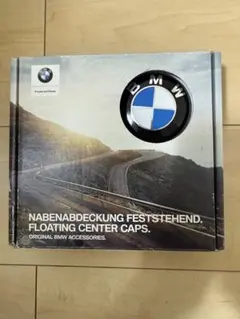 BMW
NABENABDECKUNG FESTSTEHEND.
FLOATING CENTER CAPS.
ORIGINAL BMW ACCESSORIES.